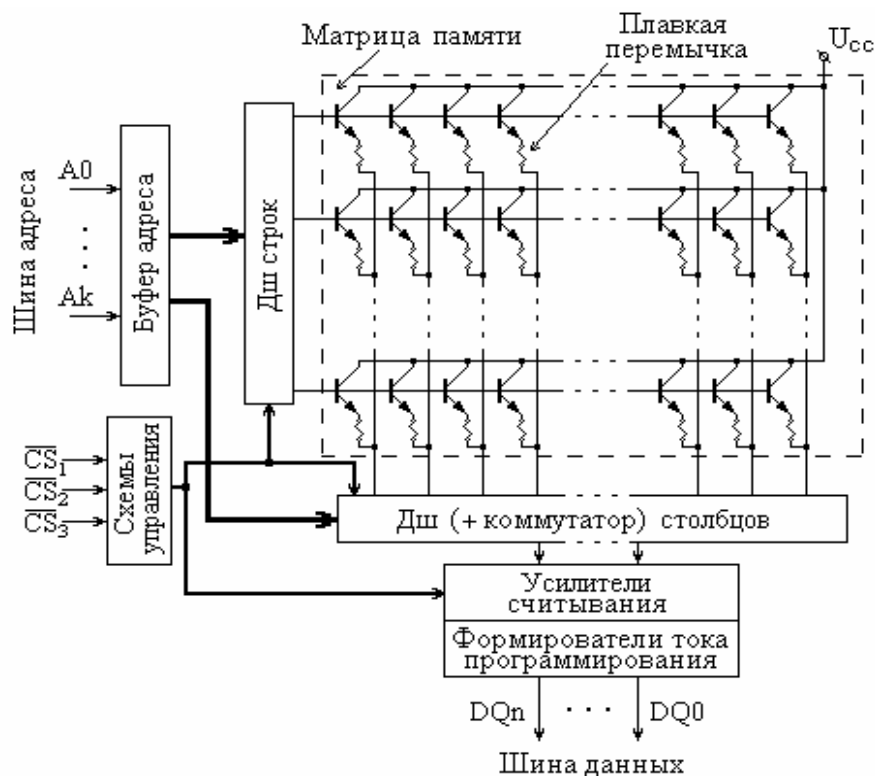 Матрица памяти
Плавкая
перемычка
Uсс
Шина адреса
A0
. . .
Ak
Буфер адреса
Дш строк
CS1
CS2
CS3
Схемы
управления
Дш (+ коммутатор) столбцов
Усилители
считывания
Формирователи тока
программирования
DQn . . . DQ0
Шина данных